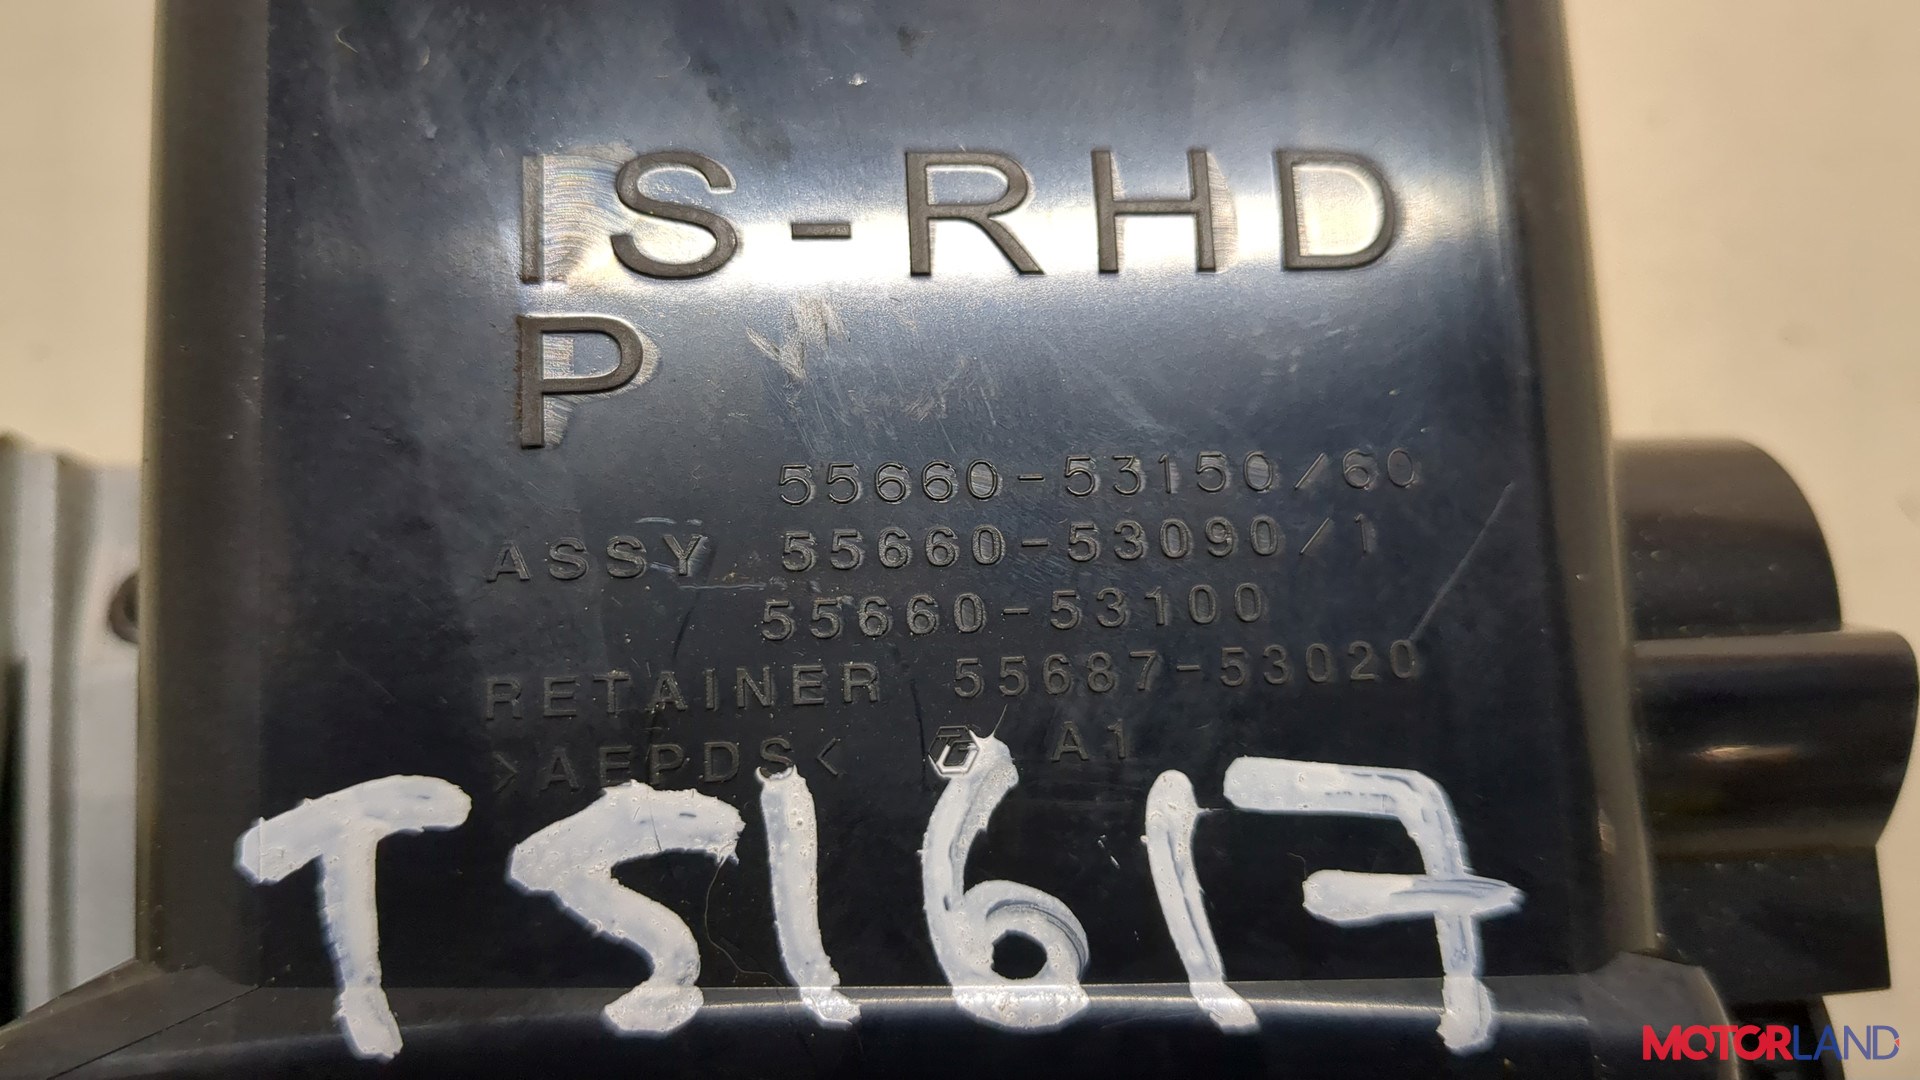 IS-RHD
P
55660-53150/60
ASSY 55660-53090/1
55660-53100
RETAINER 55687-53020
>AEPDS< A1
TS1617
MOTORLAND